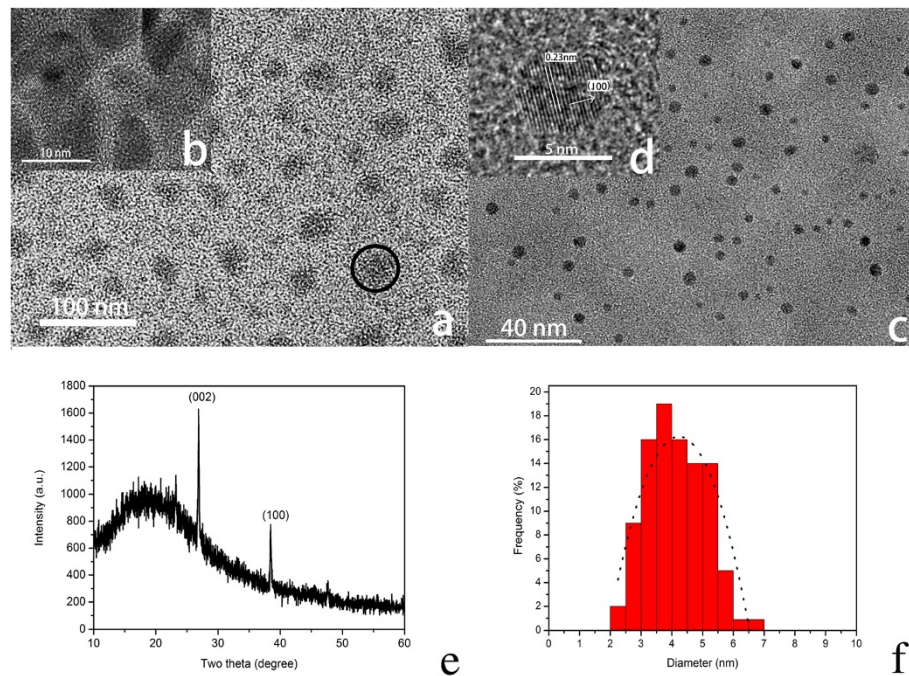 10 nm
b
100 nm
a
0.23nm
(100)
5 nm
d
40 nm
c
1800
1600
1400
1200
1000
800
600
400
200
0
(002)
(100)
Intensity (a.u.)
10 20 30 40 50 60
Two theta (degree)
e
20
18
16
14
12
10
8
6
4
2
0
Frequency (%)
0 1 2 3 4 5 6 7 8 9 10
Diameter (nm)
f